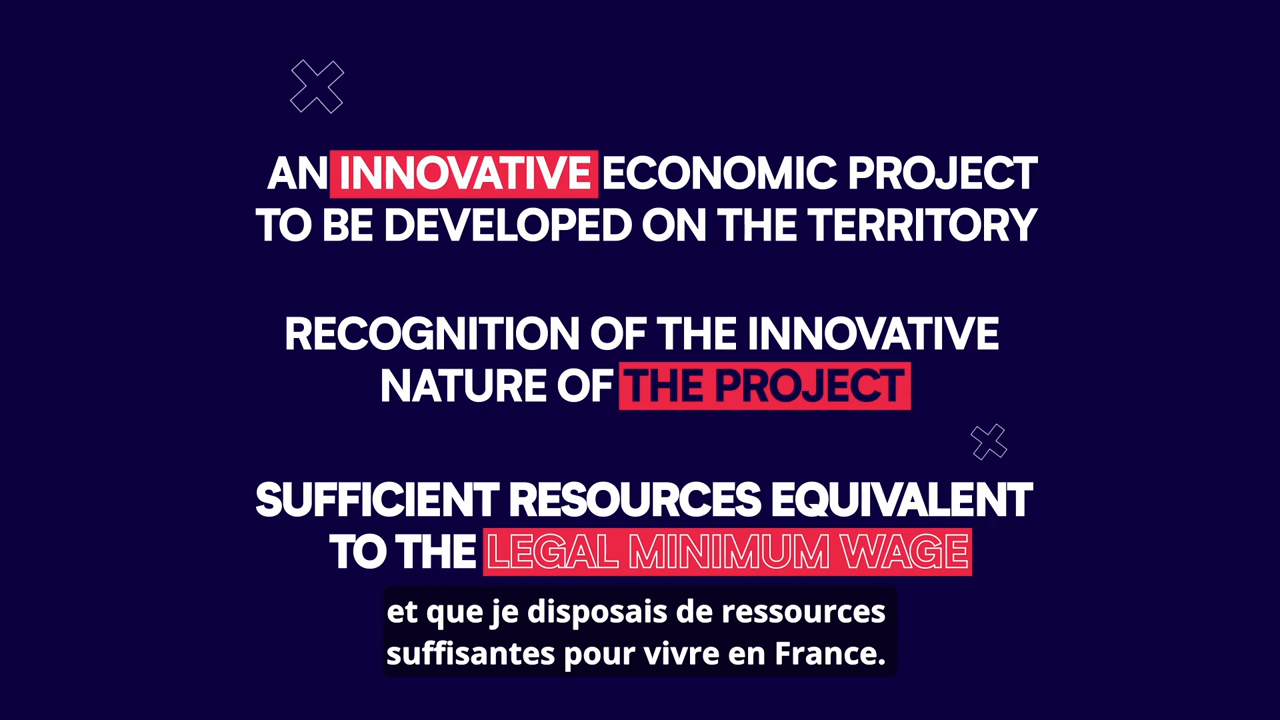 AN INNOVATIVE ECONOMIC PROJECT
TO BE DEVELOPED ON THE TERRITORY
RECOGNITION OF THE INNOVATIVE
NATURE OF THE PROJECT
SUFFICIENT RESOURCES EQUIVALENT
TO THE LEGAL MINIMUM WAGE
et que je disposais de ressources
suffisantes pour vivre en France.